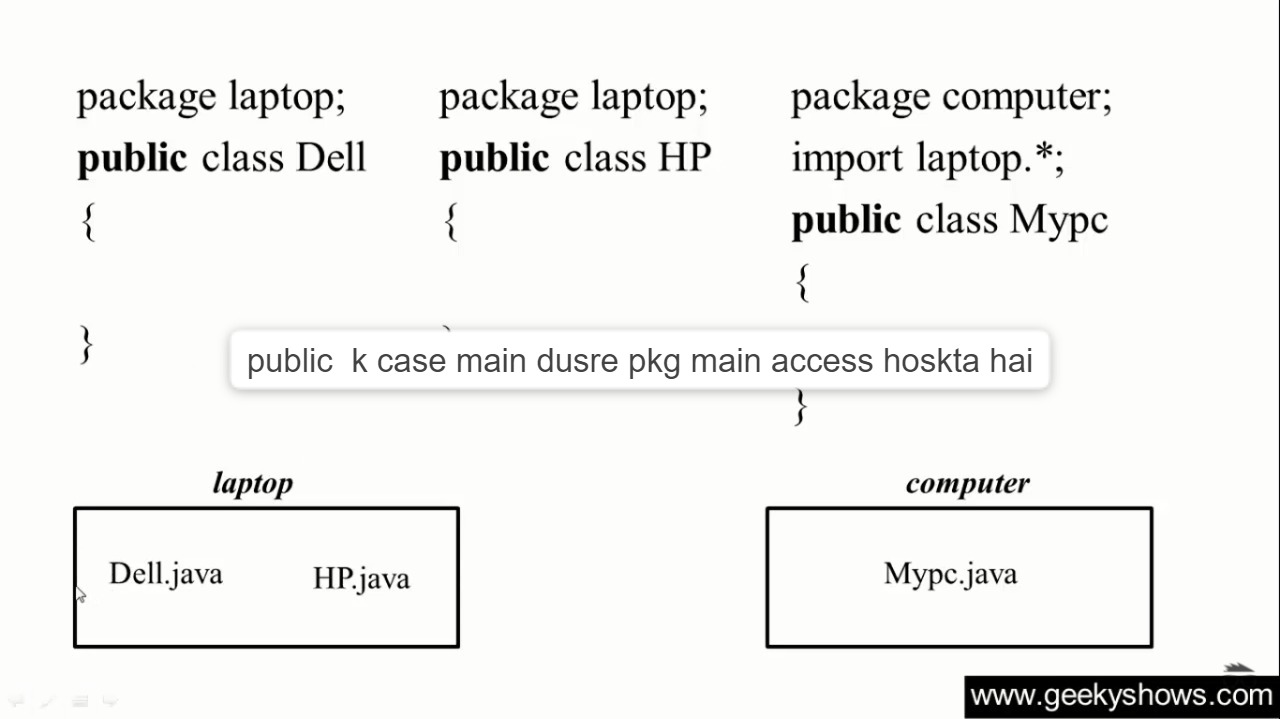 package laptop;
public class Dell
{
}
package laptop;
public class HP
{
package computer;
import laptop.*;
public class Mypc
{
}
public k case main dusre pkg main access hoskta hai
laptop
Dell.java HP.java
computer
Mypc.java
www.geekyshows.com